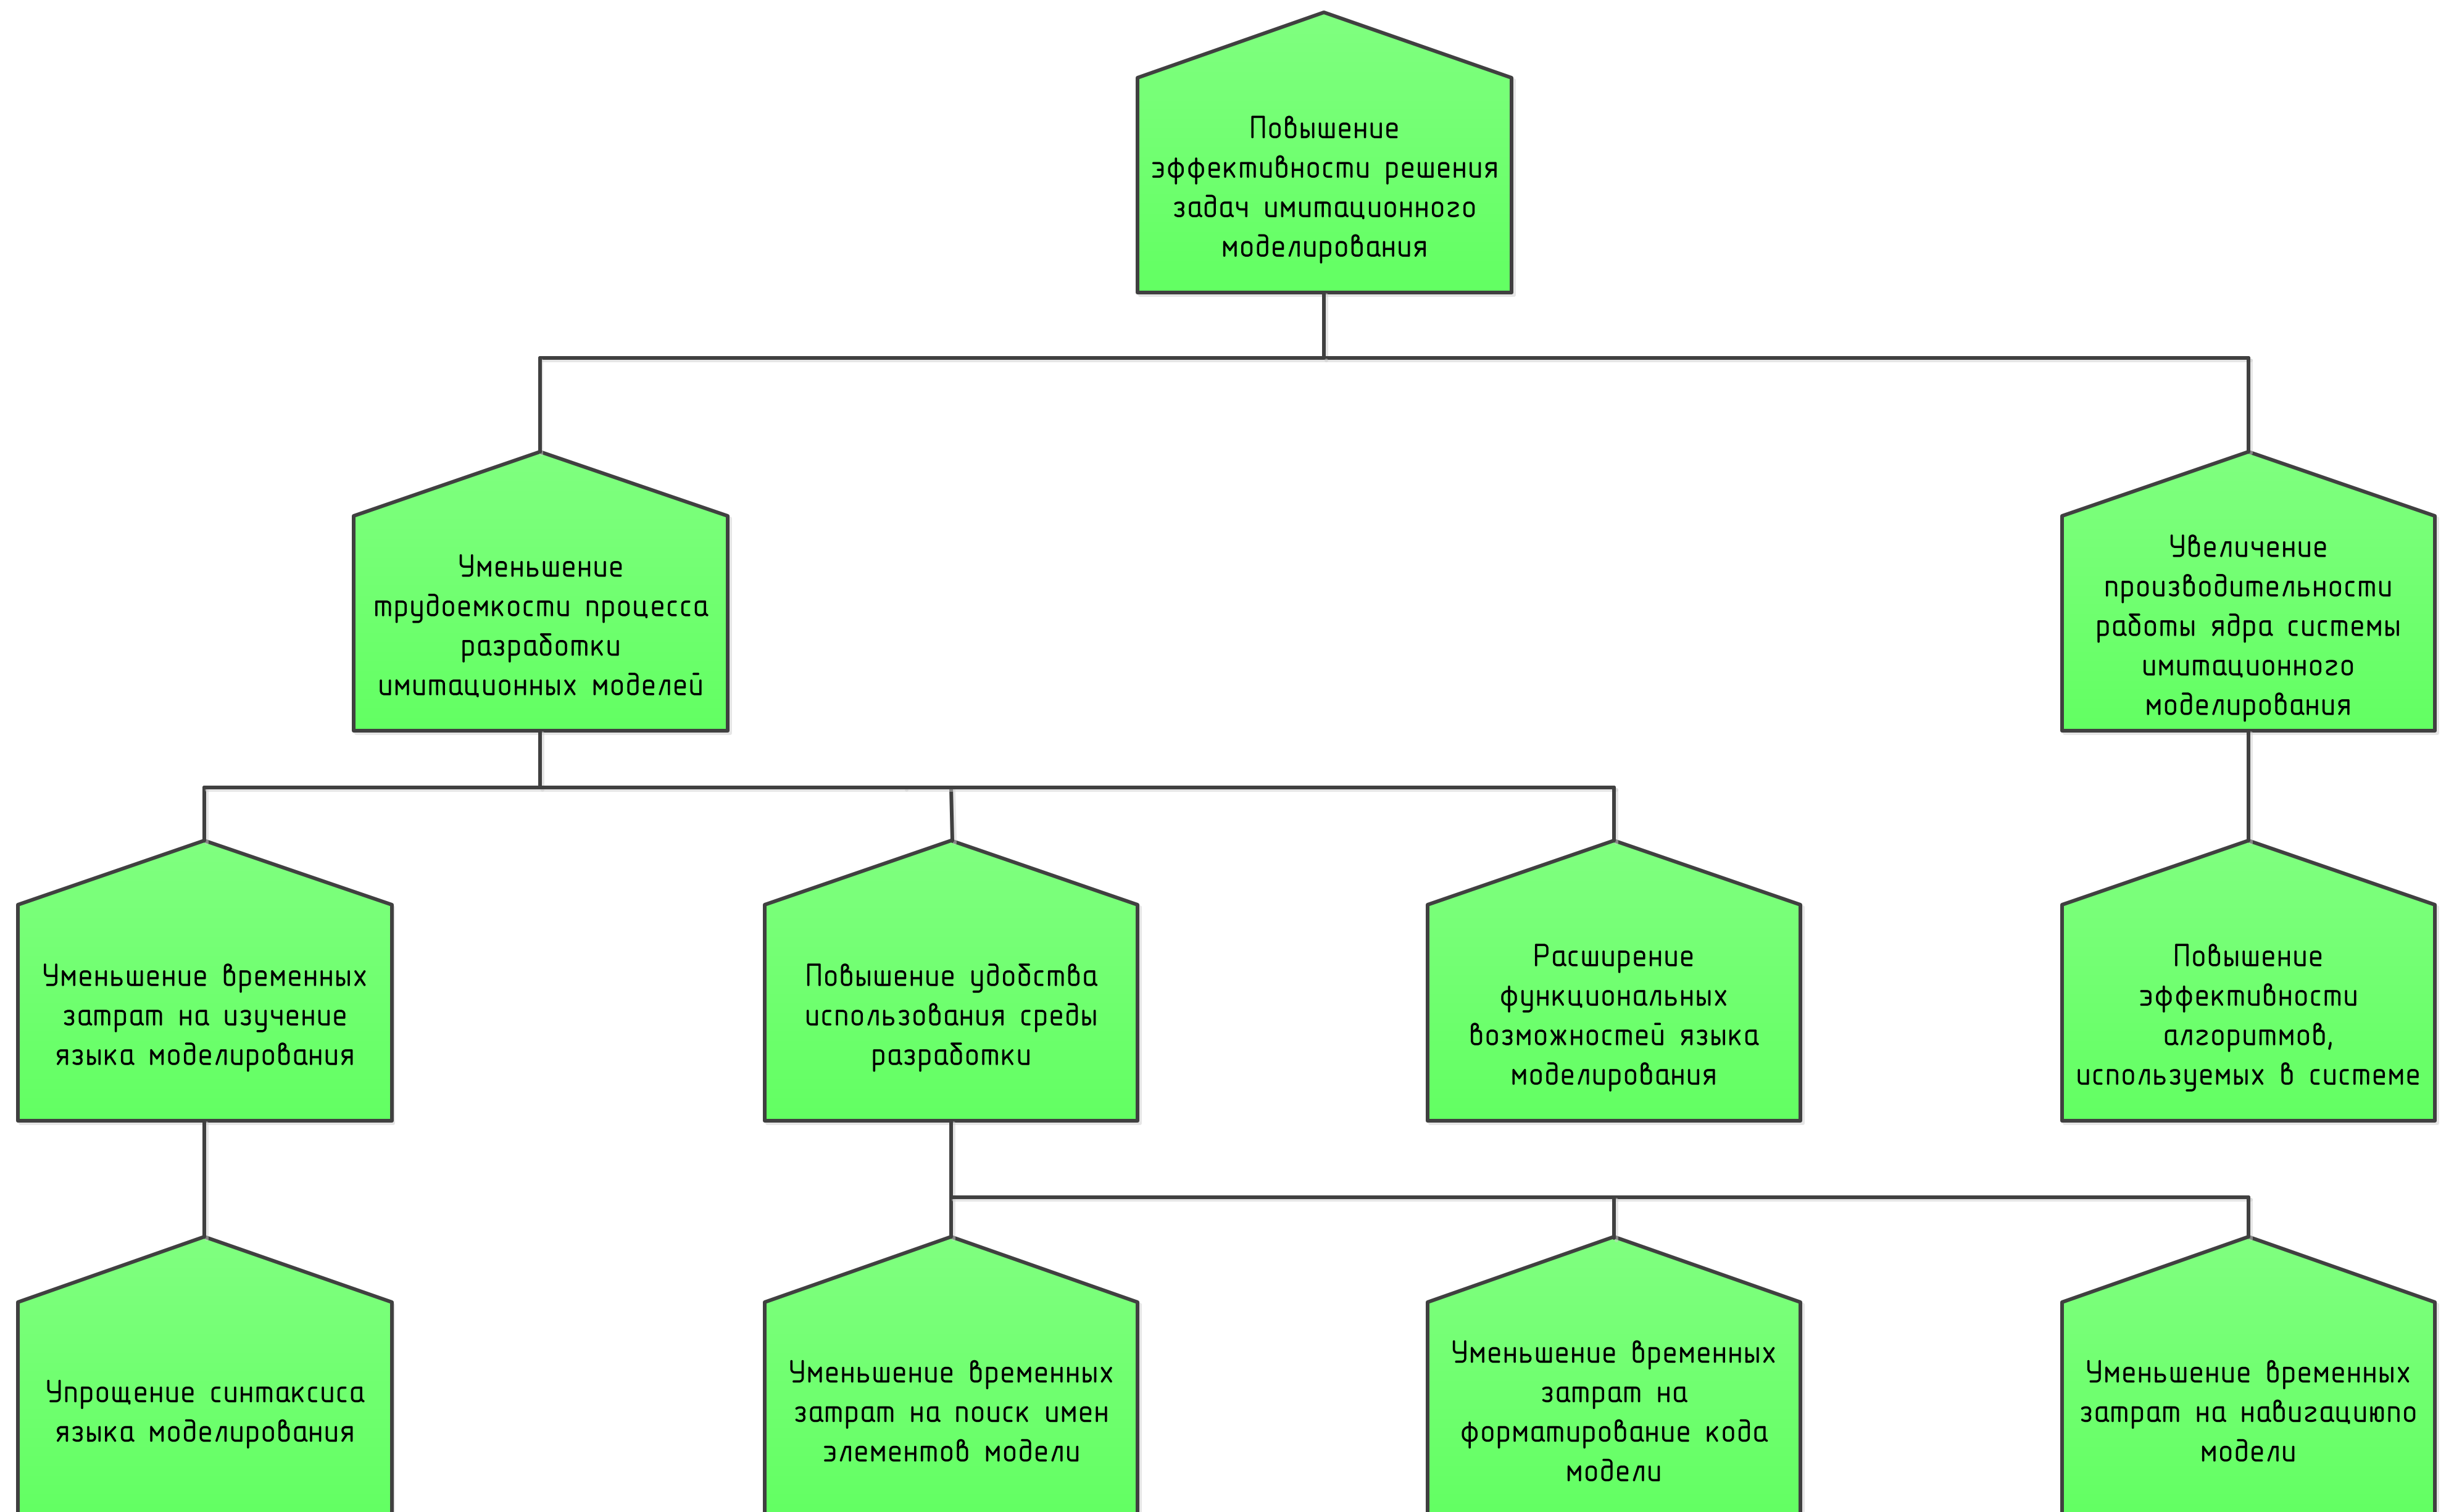 Повышение
эффективности решения
задач имитационного
моделирования
Уменьшение
трудоемкости процесса
разработки
имитационных моделей
Увеличение
производительности
работы ядра системы
имитационного
моделирования
Уменьшение временных
затрат на изучение
языка моделирования
Повышение удобства
использования среды
разработки
Расширение
функциональных
возможностей языка
моделирования
Повышение
эффективности
алгоритмов,
используемых в системе
Упрощение синтаксиса
языка моделирования
Уменьшение временных
затрат на поиск имен
элементов модели
Уменьшение временных
затрат на
форматирование кода
модели
Уменьшение временных
затрат на навигациюпо
модели